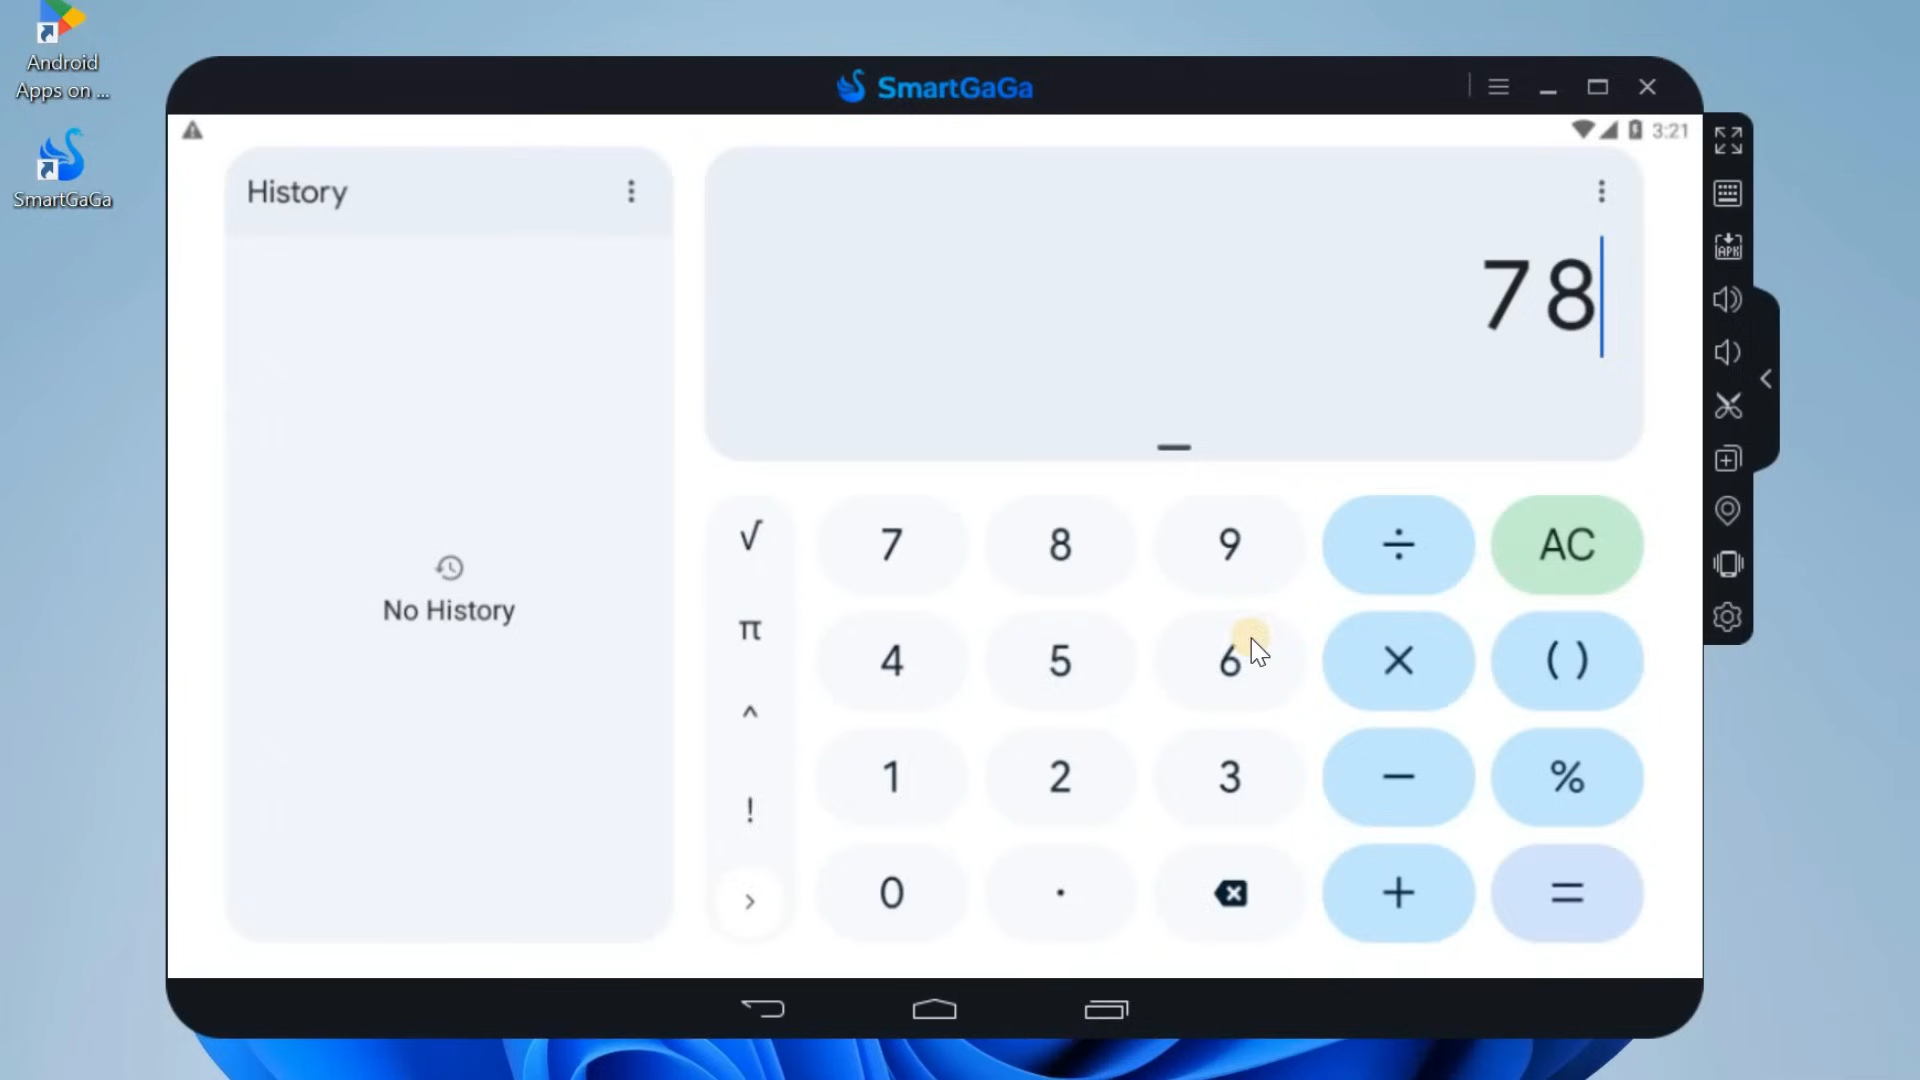 Android
Apps on ...
SmartGaGa
SmartGaGa
3:21
History
No History
78
√ 7 8 9 ÷ AC
π 4 5 6 × ( )
^ 1 2 3 − %
! 0 . + =
>
APK